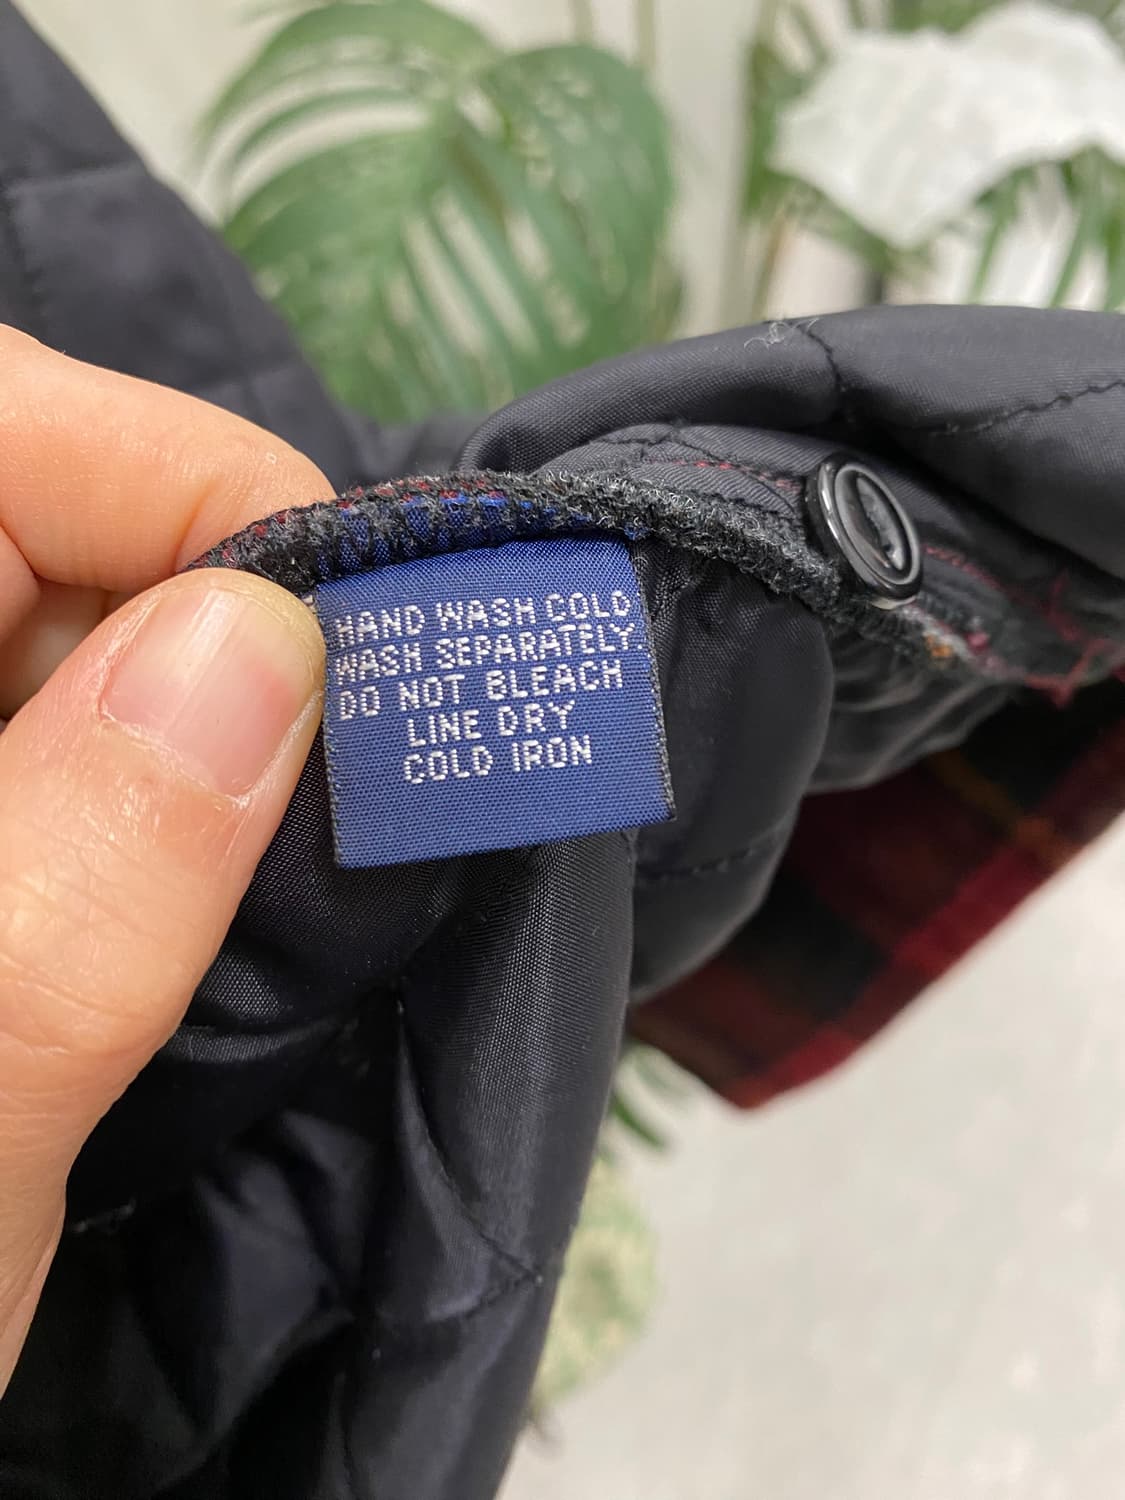 HAND WASH COLD
WASH SEPARATELY.
DO NOT BLEACH
LINE DRY
COLD IRON